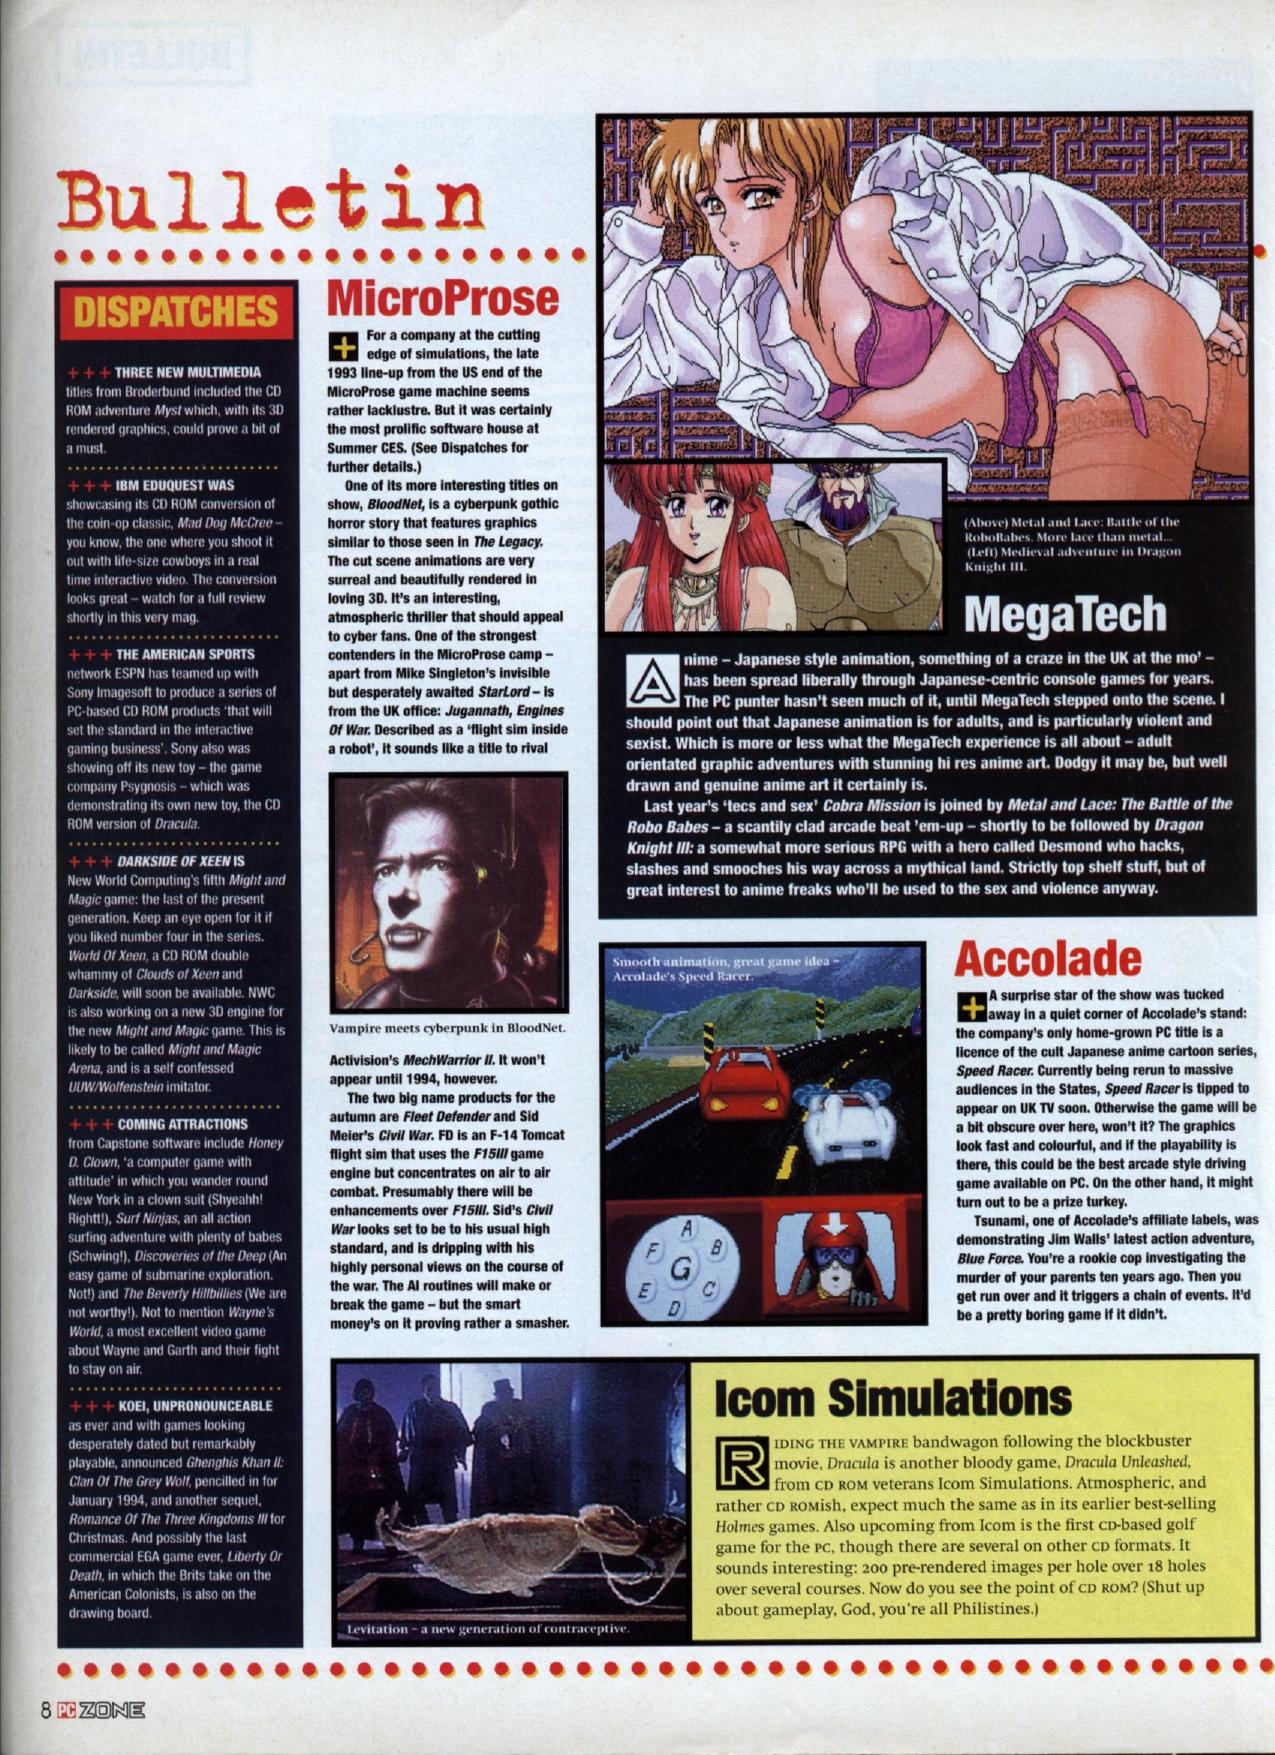 Bulletin
DISPATCHES
+ + + THREE NEW MULTIMEDIA
titles from Broderbund included the CD
ROM adventure Myst which, with its 3D
rendered graphics, could prove a bit of
a must.
+ + + IBM EDUQUEST WAS
showcasing its CD ROM conversion of
the coin-op classic, Mad Dog McCree –
you know, the one where you shoot it
out with life-size cowboys in a real
time interactive video. The conversion
looks great – watch for a full review
shortly in this very mag.
+ + + THE AMERICAN SPORTS
network ESPN has teamed up with
Sony Imagesoft to produce a series of
PC-based CD ROM products ‘that will
set the standard in the interactive
gaming business’. Sony also was
showing off its new toy – the game
company Psygnosis – which was
demonstrating its own new toy, the CD
ROM version of Dracula.
+ + + DARKSIDE OF XEEN IS
New World Computing's fifth Might and
Magic game: the last of the present
generation. Keep an eye open for it if
you liked number four in the series.
World Of Xeen, a CD ROM double
whammy of Clouds of Xeen and
Darkside, will soon be available. NWC
is also working on a new 3D engine for
the new Might and Magic game. This is
likely to be called Might and Magic
Arena, and is a self confessed
UUW/Wolfenstein imitator.
+ + + COMING ATTRACTIONS
from Capstone software include Honey
D. Clown, ‘a computer game with
attitude’ in which you wander round
New York in a clown suit (Shyeahh!
Rightt!), Surf Ninjas, an all action
surfing adventure with plenty of babes
(Schwing!), Discoveries of the Deep (An
easy game of submarine exploration.
Not!) and The Beverly Hillbillies (We are
not worthy!). Not to mention Wayne's
World, a most excellent video game
about Wayne and Garth and their fight
to stay on air.
+ + + KOEI, UNPRONOUNCEABLE
as ever and with games looking
desperately dated but remarkably
playable, announced Ghenghis Khan II:
Clan Of The Grey Wolf, pencilled in for
January 1994, and another sequel,
Romance Of The Three Kingdoms III for
Christmas. And possibly the last
commercial EGA game ever, Liberty Or
Death, in which the Brits take on the
American Colonists, is also on the
drawing board.
MicroProse
+ For a company at the cutting
edge of simulations, the late
1993 line-up from the US end of the
MicroProse game machine seems
rather lacklustre. But it was certainly
the most prolific software house at
Summer CES. (See Dispatches for
further details.)
One of its more interesting titles on
show, BloodNet, is a cyberpunk gothic
horror story that features graphics
similar to those seen in The Legacy.
The cut scene animations are very
surreal and beautifully rendered in
loving 3D. It's an interesting,
atmospheric thriller that should appeal
to cyber fans. One of the strongest
contenders in the MicroProse camp –
apart from Mike Singleton's invisible
but desperately awaited StarLord – is
from the UK office: Jugannath, Engines
Of War. Described as a ‘flight sim inside
a robot’, it sounds like a title to rival
Vampire meets cyberpunk in BloodNet.
Activision's MechWarrior II. It won't
appear until 1994, however.
The two big name products for the
autumn are Fleet Defender and Sid
Meier's Civil War. FD is an F-14 Tomcat
flight sim that uses the F15III game
engine but concentrates on air to air
combat. Presumably there will be
enhancements over F15III. Sid's Civil
War looks set to be to his usual high
standard, and is dripping with his
highly personal views on the course of
the war. The AI routines will make or
break the game – but the smart
money's on it proving rather a smasher.
(Above) Metal and Lace: Battle of the
RoboBabes. More lace than metal...
(Left) Medieval adventure in Dragon
Knight III.
MegaTech
Anime – Japanese style animation, something of a craze in the UK at the mo' –
has been spread liberally through Japanese-centric console games for years.
The PC punter hasn't seen much of it, until MegaTech stepped onto the scene. I
should point out that Japanese animation is for adults, and is particularly violent and
sexist. Which is more or less what the MegaTech experience is all about – adult
orientated graphic adventures with stunning hi res anime art. Dodgy it may be, but well
drawn and genuine anime art it certainly is.
Last year's ‘tecs and sex’ Cobra Mission is joined by Metal and Lace: The Battle of the
Robo Babes – a scantily clad arcade beat 'em-up – shortly to be followed by Dragon
Knight III: a somewhat more serious RPG with a hero called Desmond who hacks,
slashes and smooches his way across a mythical land. Strictly top shelf stuff, but of
great interest to anime freaks who'll be used to the sex and violence anyway.
Smooth animation, great game idea –
Accolade's Speed Racer.
A
B
C
D
E
F
G
Accolade
+ A surprise star of the show was tucked
away in a quiet corner of Accolade's stand:
the company's only home-grown PC title is a
licence of the cult Japanese anime cartoon series,
Speed Racer. Currently being rerun to massive
audiences in the States, Speed Racer is tipped to
appear on UK TV soon. Otherwise the game will be
a bit obscure over here, won't it? The graphics
look fast and colourful, and if the playability is
there, this could be the best arcade style driving
game available on PC. On the other hand, it might
turn out to be a prize turkey.
Tsunami, one of Accolade's affiliate labels, was
demonstrating Jim Walls' latest action adventure,
Blue Force. You're a rookie cop investigating the
murder of your parents ten years ago. Then you
get run over and it triggers a chain of events. It'd
be a pretty boring game if it didn't.
Levitation – a new generation of contraceptive.
Icom Simulations
RIDING THE VAMPIRE bandwagon following the blockbuster
movie, Dracula is another bloody game, Dracula Unleashed,
from CD ROM veterans Icom Simulations. Atmospheric, and
rather CD ROMish, expect much the same as in its earlier best-selling
Holmes games. Also upcoming from Icom is the first CD-based golf
game for the PC, though there are several on other CD formats. It
sounds interesting: 200 pre-rendered images per hole over 18 holes
over several courses. Now do you see the point of CD ROM? (Shut up
about gameplay, God, you're all Philistines.)
8 PC ZONE